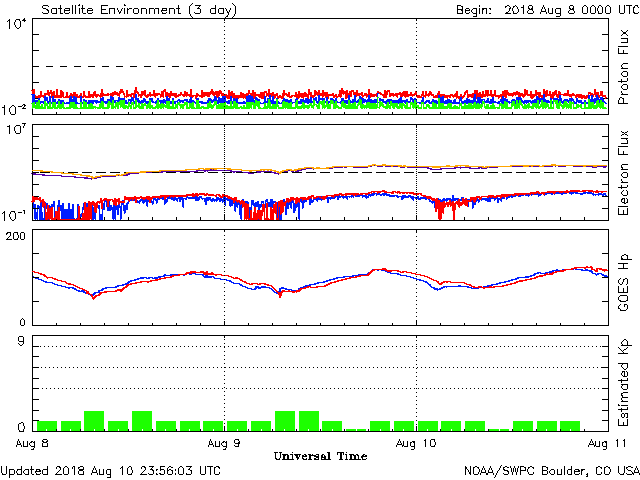 Satellite Environment (3 day) Begin: 2018 Aug 8 0000 UTC
10^4
10^-2
Proton Flux
10^7
10^-1
Electron Flux
200
0
GOES Hp
9
0
Estimated Kp
Aug 8 Aug 9 Aug 10 Aug 11
Universal Time
Updated 2018 Aug 10 23:56:03 UTC NOAA/SWPC Boulder, CO USA